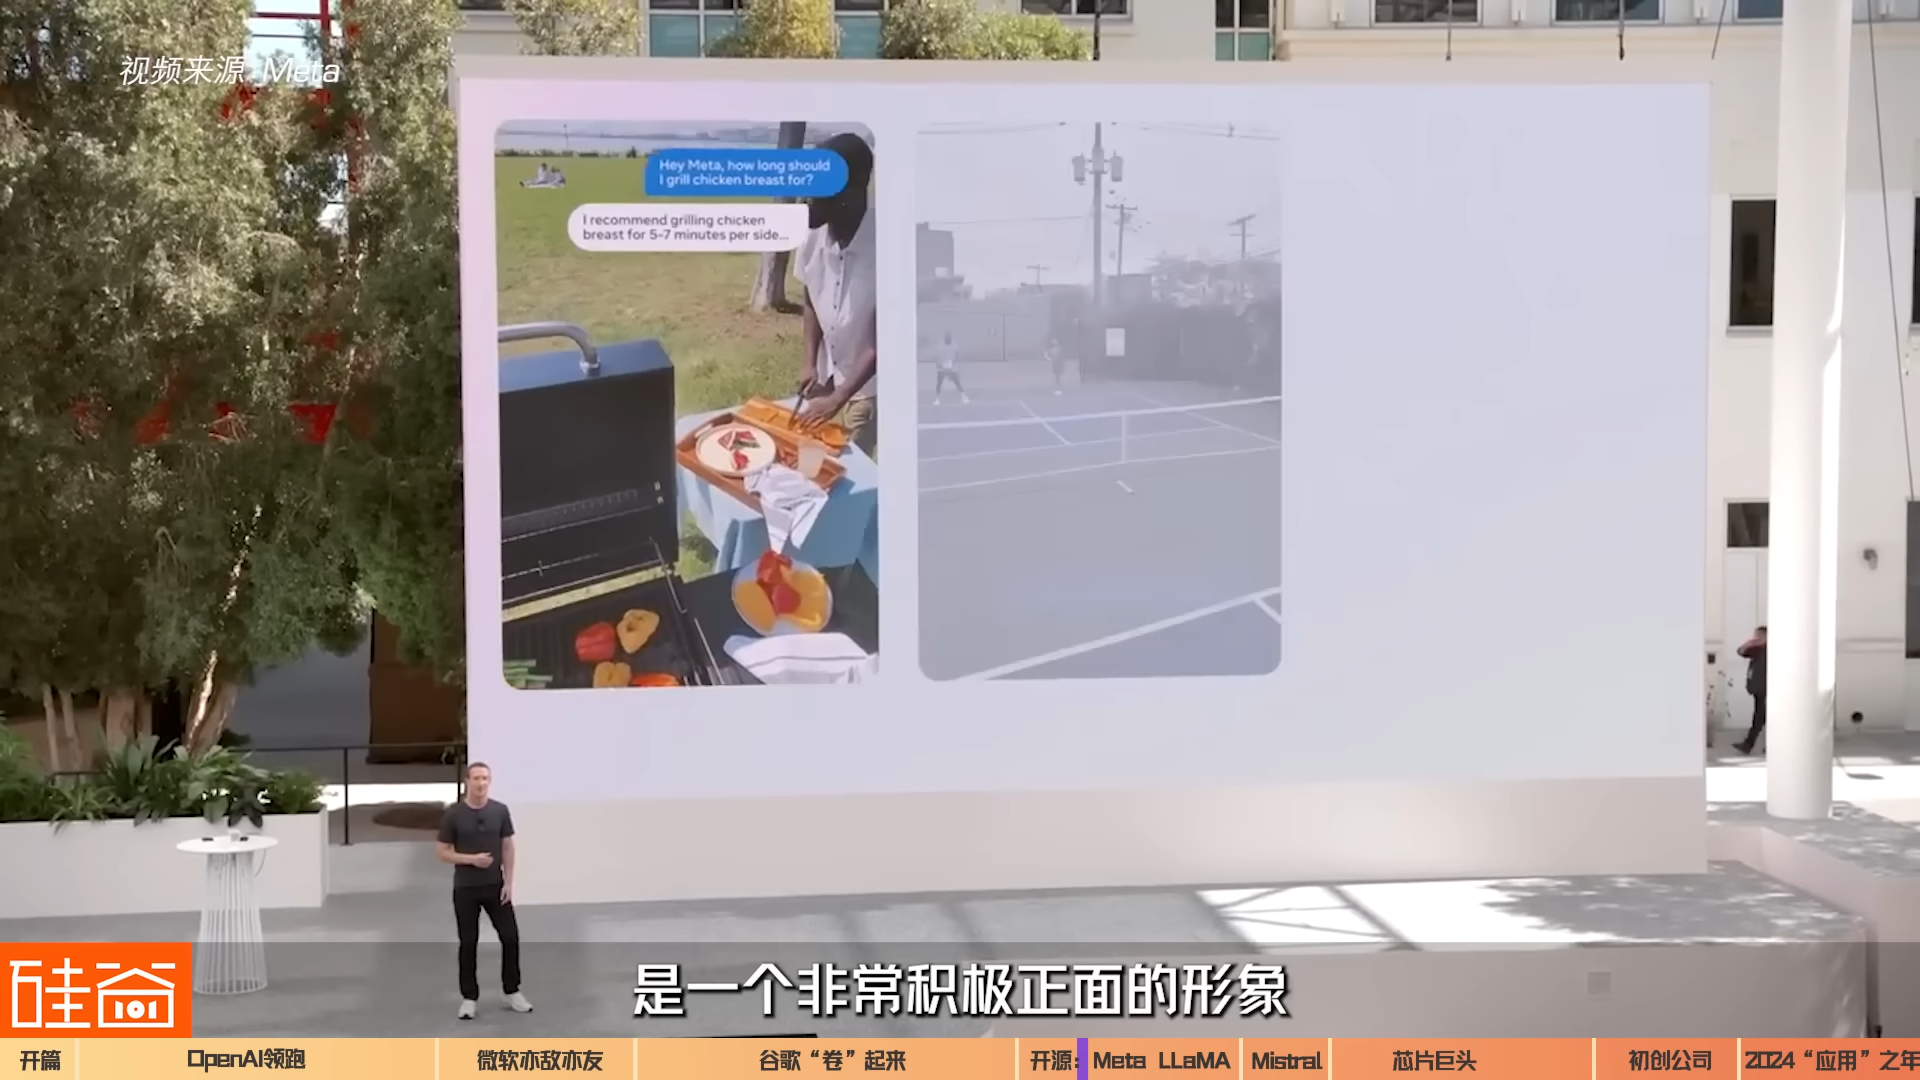 视频来源: Meta
Hey Meta, how long should
I grill chicken breast for?
I recommend grilling chicken
breast for 5-7 minutes per side...
硅谷
101
是一个非常积极正面的形象
开篇
OpenAI领跑
微软亦敌亦友
谷歌“卷”起来
开源:
Meta LLaMA
Mistral
芯片巨头
初创公司
2024“应用”之年